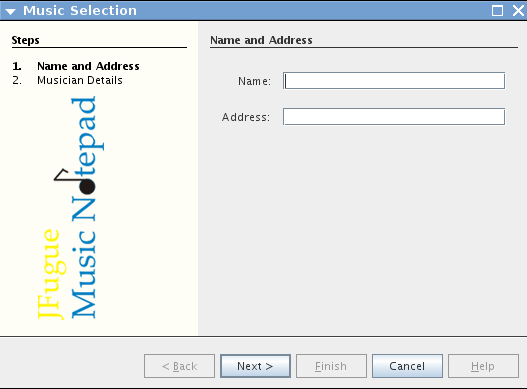 Music Selection
Steps
1. Name and Address
2. Musician Details
JFugue
Music Notepad
Name and Address
Name:
Address:
< Back
Next >
Finish
Cancel
Help